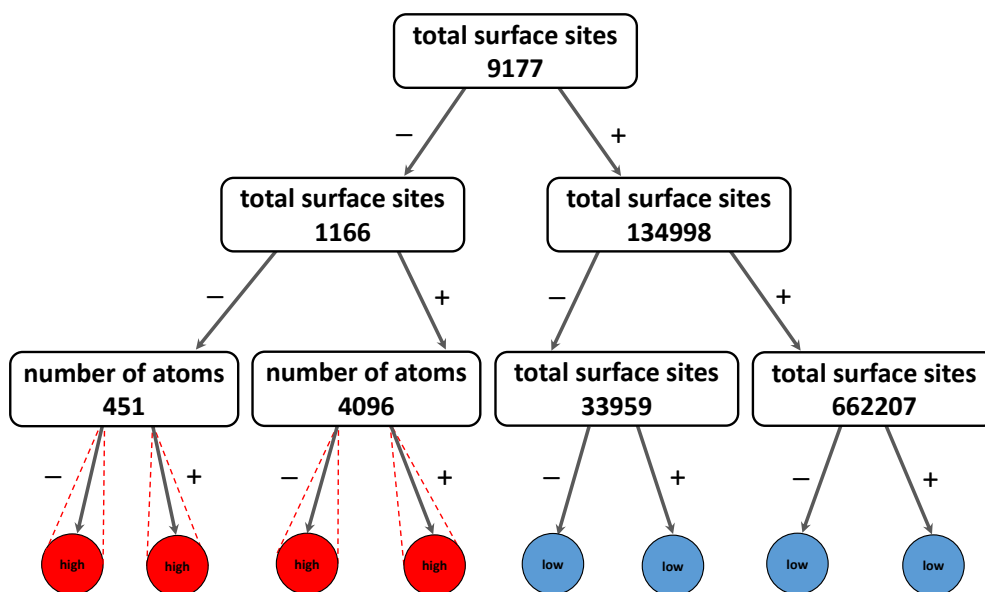 total surface sites
9177
– +
total surface sites
1166
total surface sites
134998
– + – +
number of atoms
451
number of atoms
4096
total surface sites
33959
total surface sites
662207
– + – + – + – +
high high high high low low low low